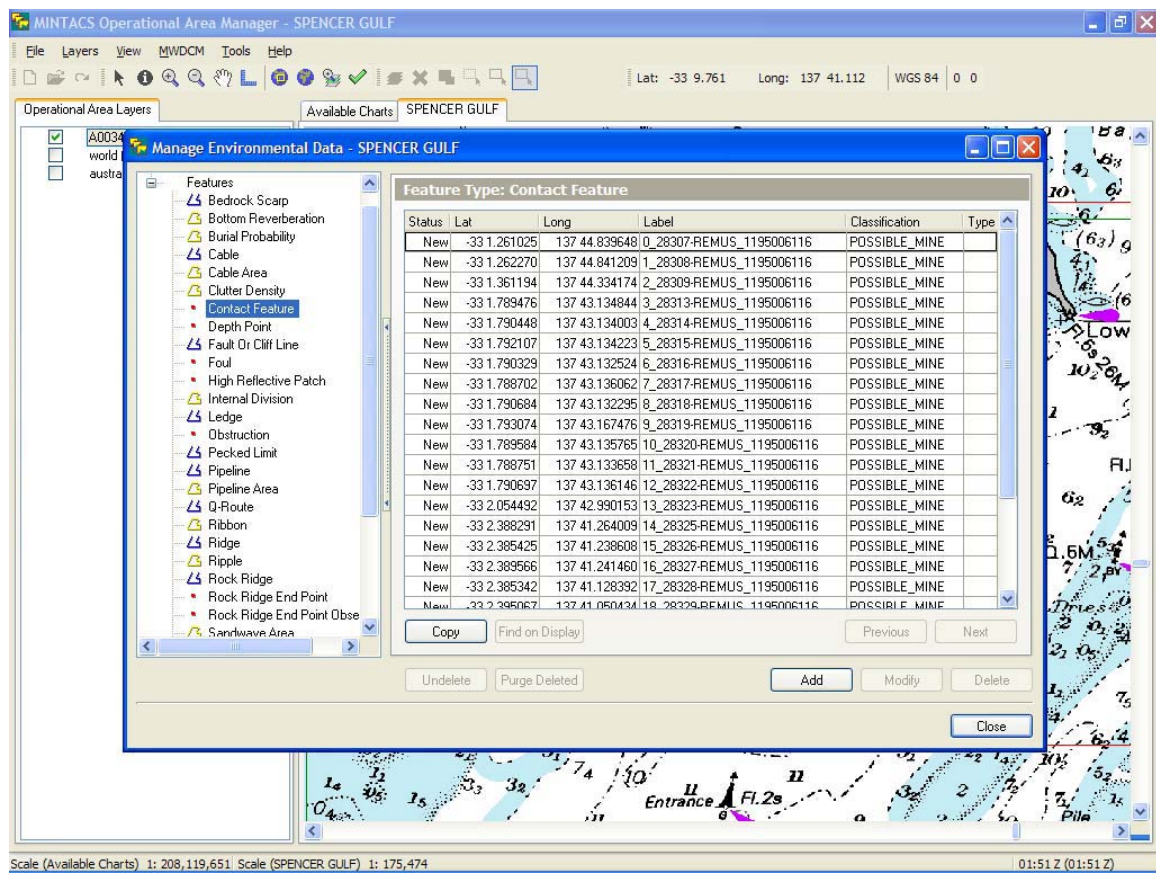 MINTACS Operational Area Manager - SPENCER GULF
File Layers View MWDCM Tools Help
Lat: -33 9.761 Long: 137 41.112 WGS 84 0 0
Operational Area Layers
Available Charts SPENCER GULF
A0034
world
austra
Manage Environmental Data - SPENCER GULF
Features
Bedrock Scarp
Bottom Reverberation
Burial Probability
Cable
Cable Area
Clutter Density
Contact Feature
Depth Point
Fault Or Cliff Line
Foul
High Reflective Patch
Internal Division
Ledge
Obstruction
Pecked Limit
Pipeline
Pipeline Area
Q-Route
Ribbon
Ridge
Ripple
Rock Ridge
Rock Ridge End Point
Rock Ridge End Point Obse
Sandwave Area
Feature Type: Contact Feature
Status Lat Long Label Classification Type
New -33 1.261025 137 44.839648 0_28307-REMUS_1195006116 POSSIBLE_MINE
New -33 1.262270 137 44.841209 1_28308-REMUS_1195006116 POSSIBLE_MINE
New -33 1.361194 137 44.334174 2_28309-REMUS_1195006116 POSSIBLE_MINE
New -33 1.789476 137 43.134844 3_28313-REMUS_1195006116 POSSIBLE_MINE
New -33 1.790448 137 43.134003 4_28314-REMUS_1195006116 POSSIBLE_MINE
New -33 1.792107 137 43.134223 5_28315-REMUS_1195006116 POSSIBLE_MINE
New -33 1.790329 137 43.132524 6_28316-REMUS_1195006116 POSSIBLE_MINE
New -33 1.788702 137 43.136062 7_28317-REMUS_1195006116 POSSIBLE_MINE
New -33 1.790684 137 43.132295 8_28318-REMUS_1195006116 POSSIBLE_MINE
New -33 1.793074 137 43.167476 9_28319-REMUS_1195006116 POSSIBLE_MINE
New -33 1.789584 137 43.135765 10_28320-REMUS_1195006116 POSSIBLE_MINE
New -33 1.788751 137 43.133658 11_28321-REMUS_1195006116 POSSIBLE_MINE
New -33 1.790697 137 43.136146 12_28322-REMUS_1195006116 POSSIBLE_MINE
New -33 2.054492 137 42.990153 13_28323-REMUS_1195006116 POSSIBLE_MINE
New -33 2.388291 137 41.264009 14_28325-REMUS_1195006116 POSSIBLE_MINE
New -33 2.385425 137 41.238608 15_28326-REMUS_1195006116 POSSIBLE_MINE
New -33 2.389566 137 41.241460 16_28327-REMUS_1195006116 POSSIBLE_MINE
New -33 2.385342 137 41.128392 17_28328-REMUS_1195006116 POSSIBLE_MINE
New -33 2.395067 137 41.050434 18_28329-REMUS_1195006116 POSSIBLE_MINE
Copy Find on Display Previous Next
Undelete Purge Deleted Add Modify Delete
Close
Low
Entrance Fl.2s
Pile
Scale (Available Charts) 1: 208,119,651 Scale (SPENCER GULF) 1: 175,474 01:51 Z (01:51 Z)